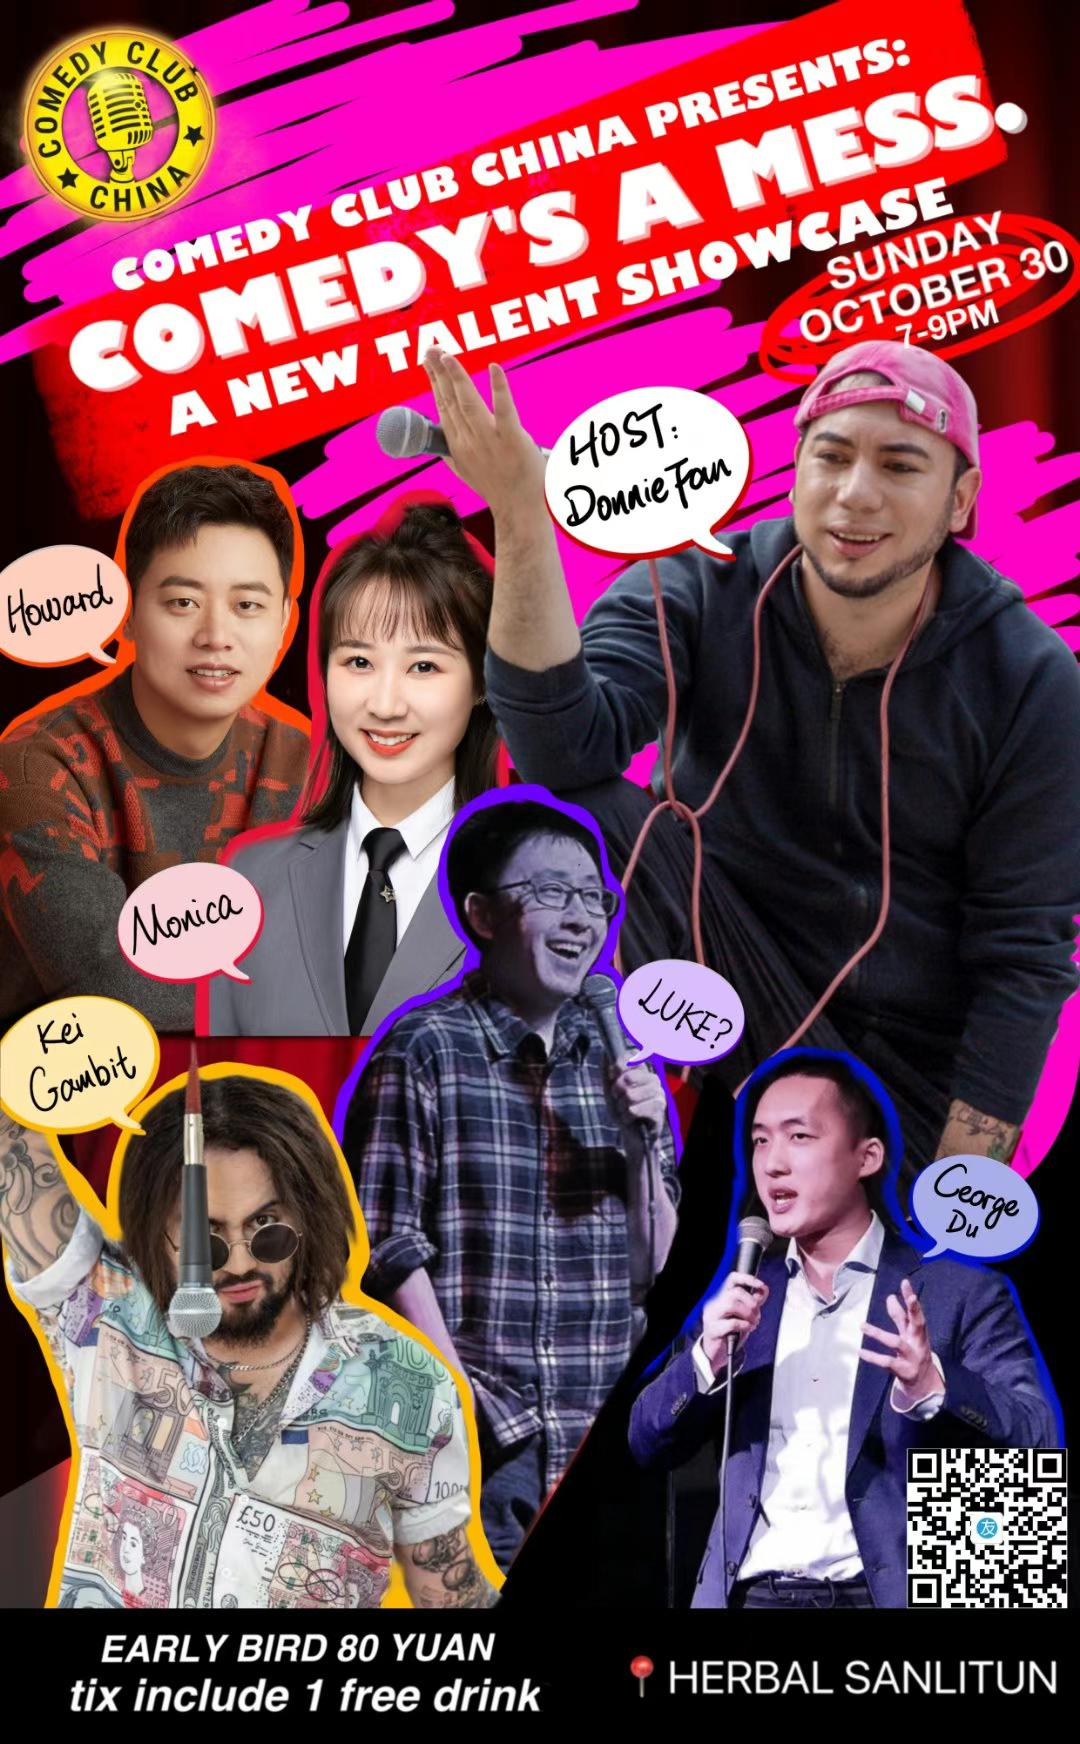 COMEDY CLUB
CHINA
COMEDY CLUB CHINA PRESENTS:
COMEDY'S A MESS.
A NEW TALENT SHOWCASE
SUNDAY
OCTOBER 30
7-9PM
HOST:
Donnie Fan
Howard
Monica
LUKE?
Kei
Gambit
George
Du
£50
友
EARLY BIRD 80 YUAN
tix include 1 free drink
HERBAL SANLITUN